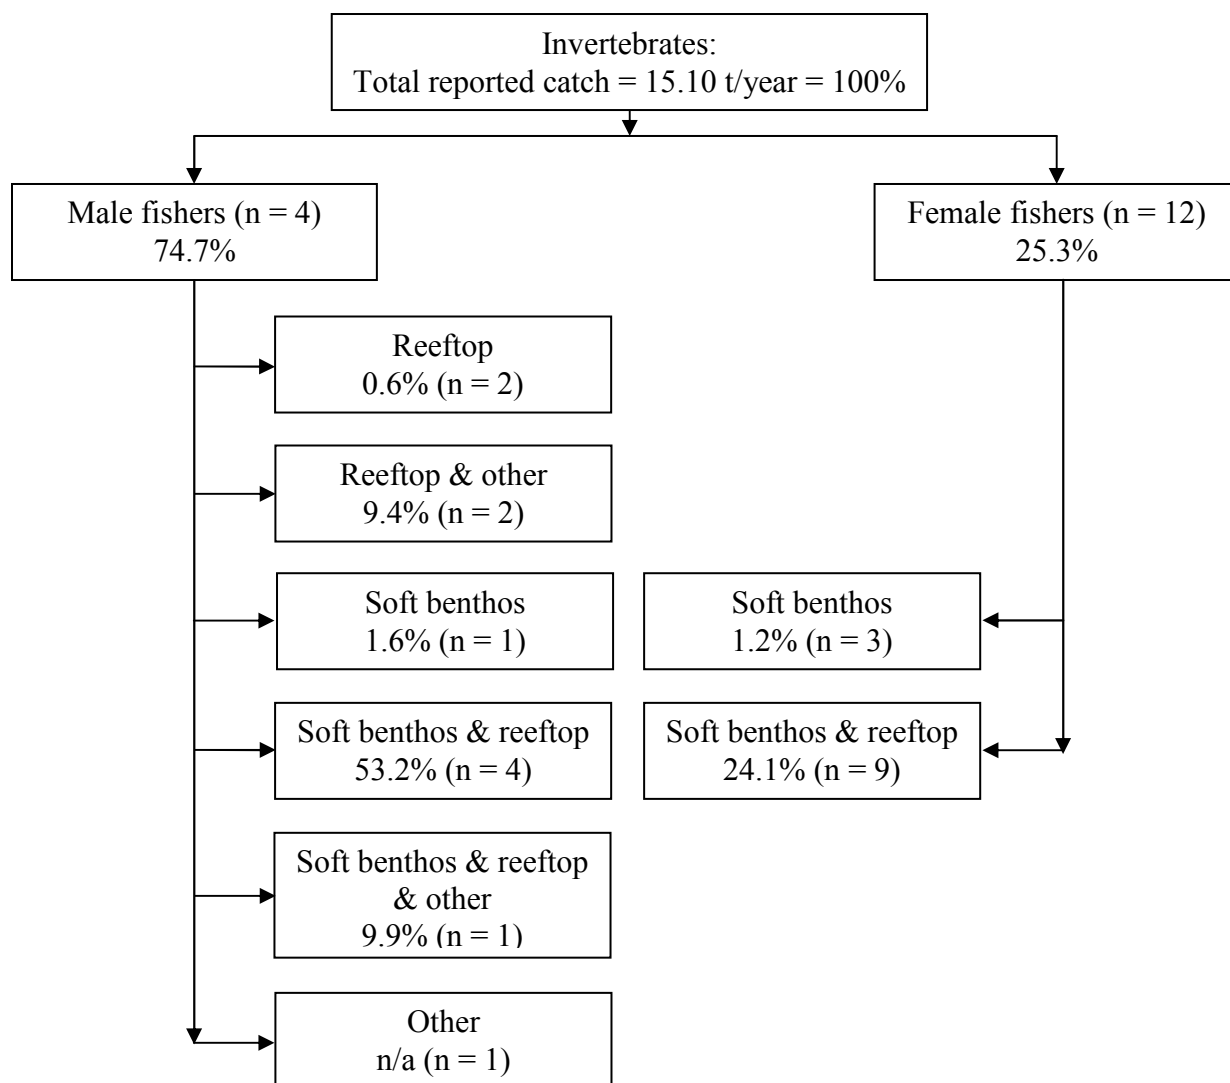 Invertebrates:
Total reported catch = 15.10 t/year = 100%
Male fishers (n = 4)
74.7%
Female fishers (n = 12)
25.3%
Reeftop
0.6% (n = 2)
Reeftop & other
9.4% (n = 2)
Soft benthos
1.6% (n = 1)
Soft benthos
1.2% (n = 3)
Soft benthos & reeftop
53.2% (n = 4)
Soft benthos & reeftop
24.1% (n = 9)
Soft benthos & reeftop
& other
9.9% (n = 1)
Other
n/a (n = 1)